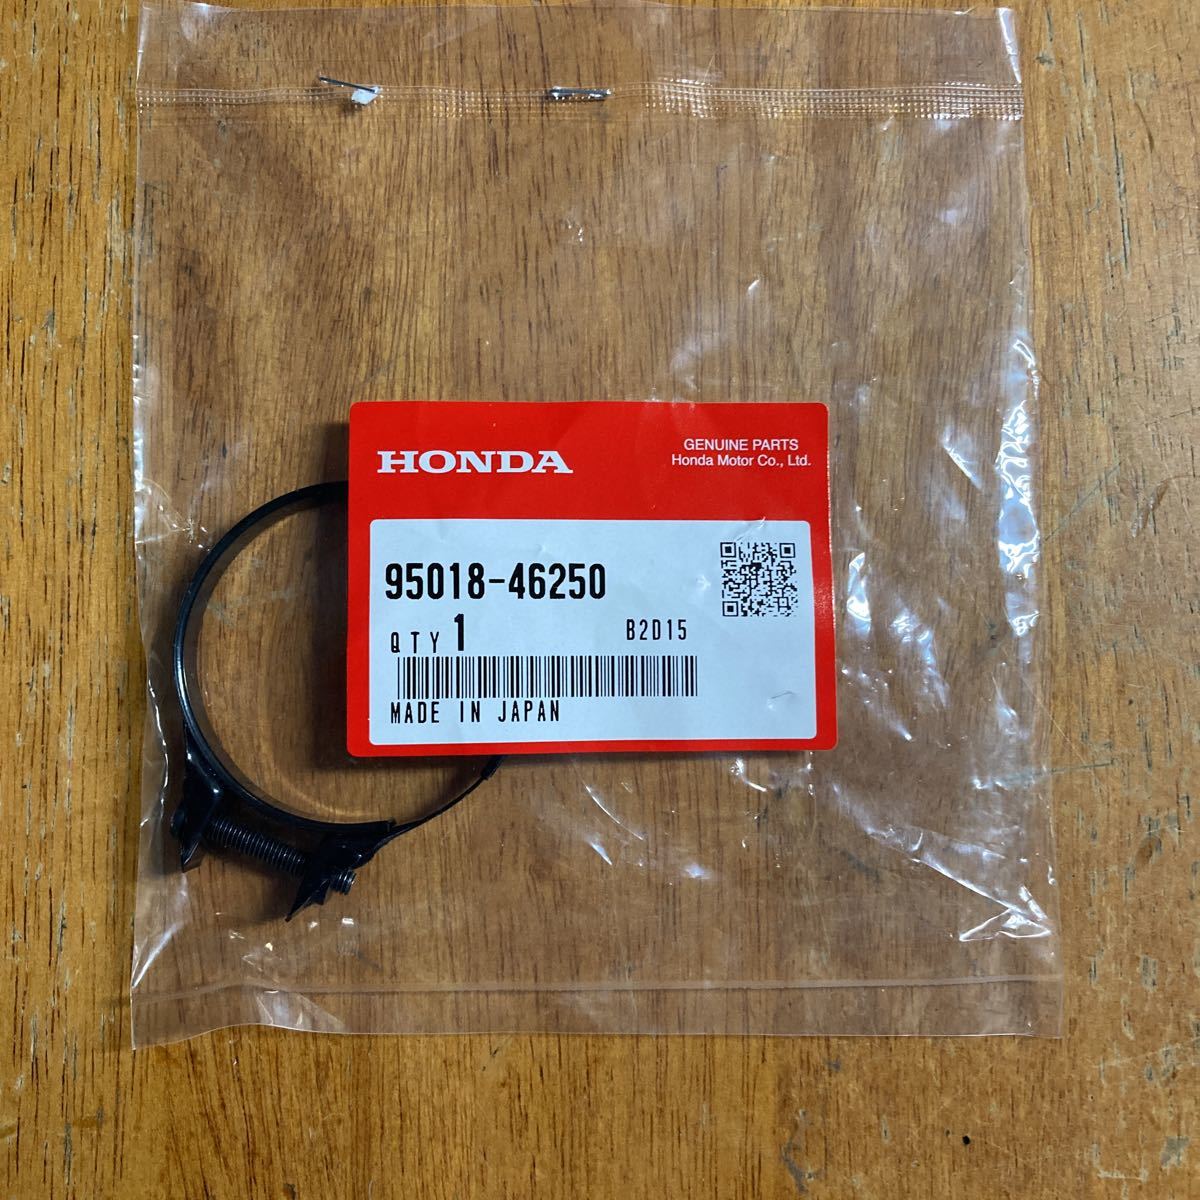 HONDA
GENUINE PARTS
Honda Motor Co., Ltd.
95018-46250
QTY 1
B2D15
MADE IN JAPAN